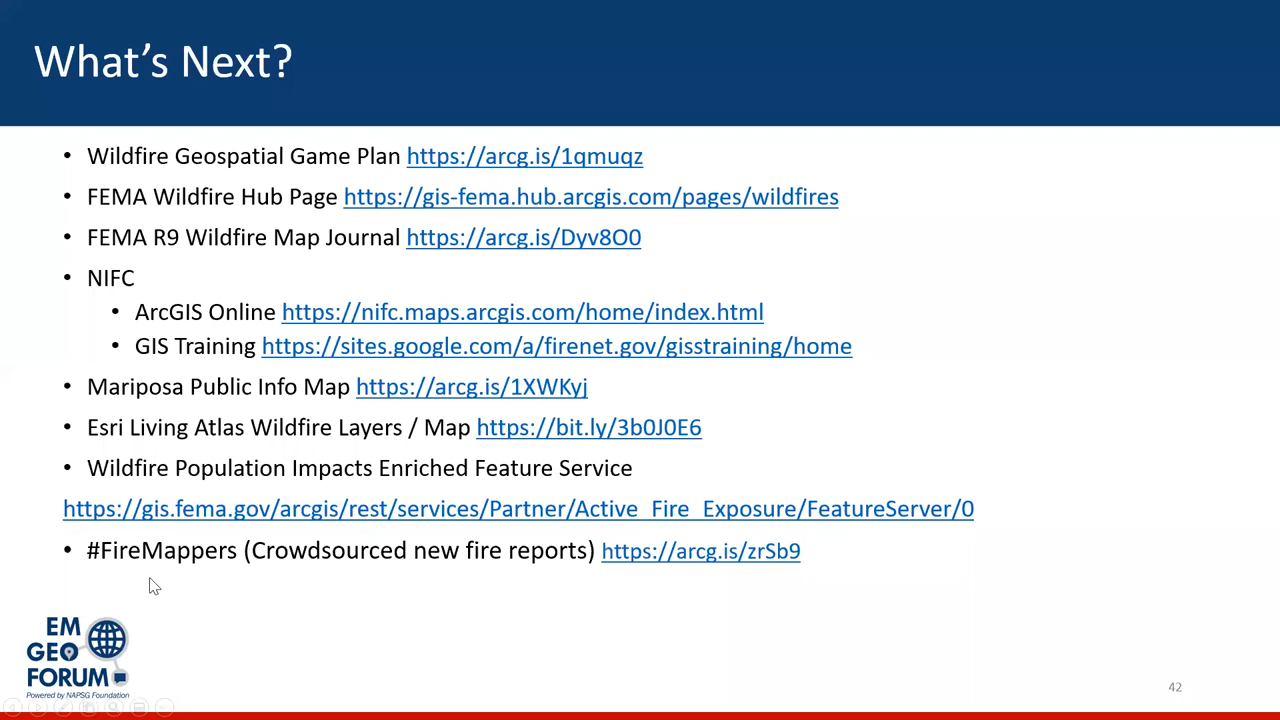 What's Next?
• Wildfire Geospatial Game Plan https://arcg.is/1qmuqz
• FEMA Wildfire Hub Page https://gis-fema.hub.arcgis.com/pages/wildfires
• FEMA R9 Wildfire Map Journal https://arcg.is/Dyv8O0
• NIFC
• ArcGIS Online https://nifc.maps.arcgis.com/home/index.html
• GIS Training https://sites.google.com/a/firenet.gov/gisstraining/home
• Mariposa Public Info Map https://arcg.is/1XWKyj
• Esri Living Atlas Wildfire Layers / Map https://bit.ly/3b0J0E6
• Wildfire Population Impacts Enriched Feature Service
https://gis.fema.gov/arcgis/rest/services/Partner/Active_Fire_Exposure/FeatureServer/0
• #FireMappers (Crowdsourced new fire reports) https://arcg.is/zrSb9
EM
GEO
FORUM
Powered by NAPSG Foundation
42